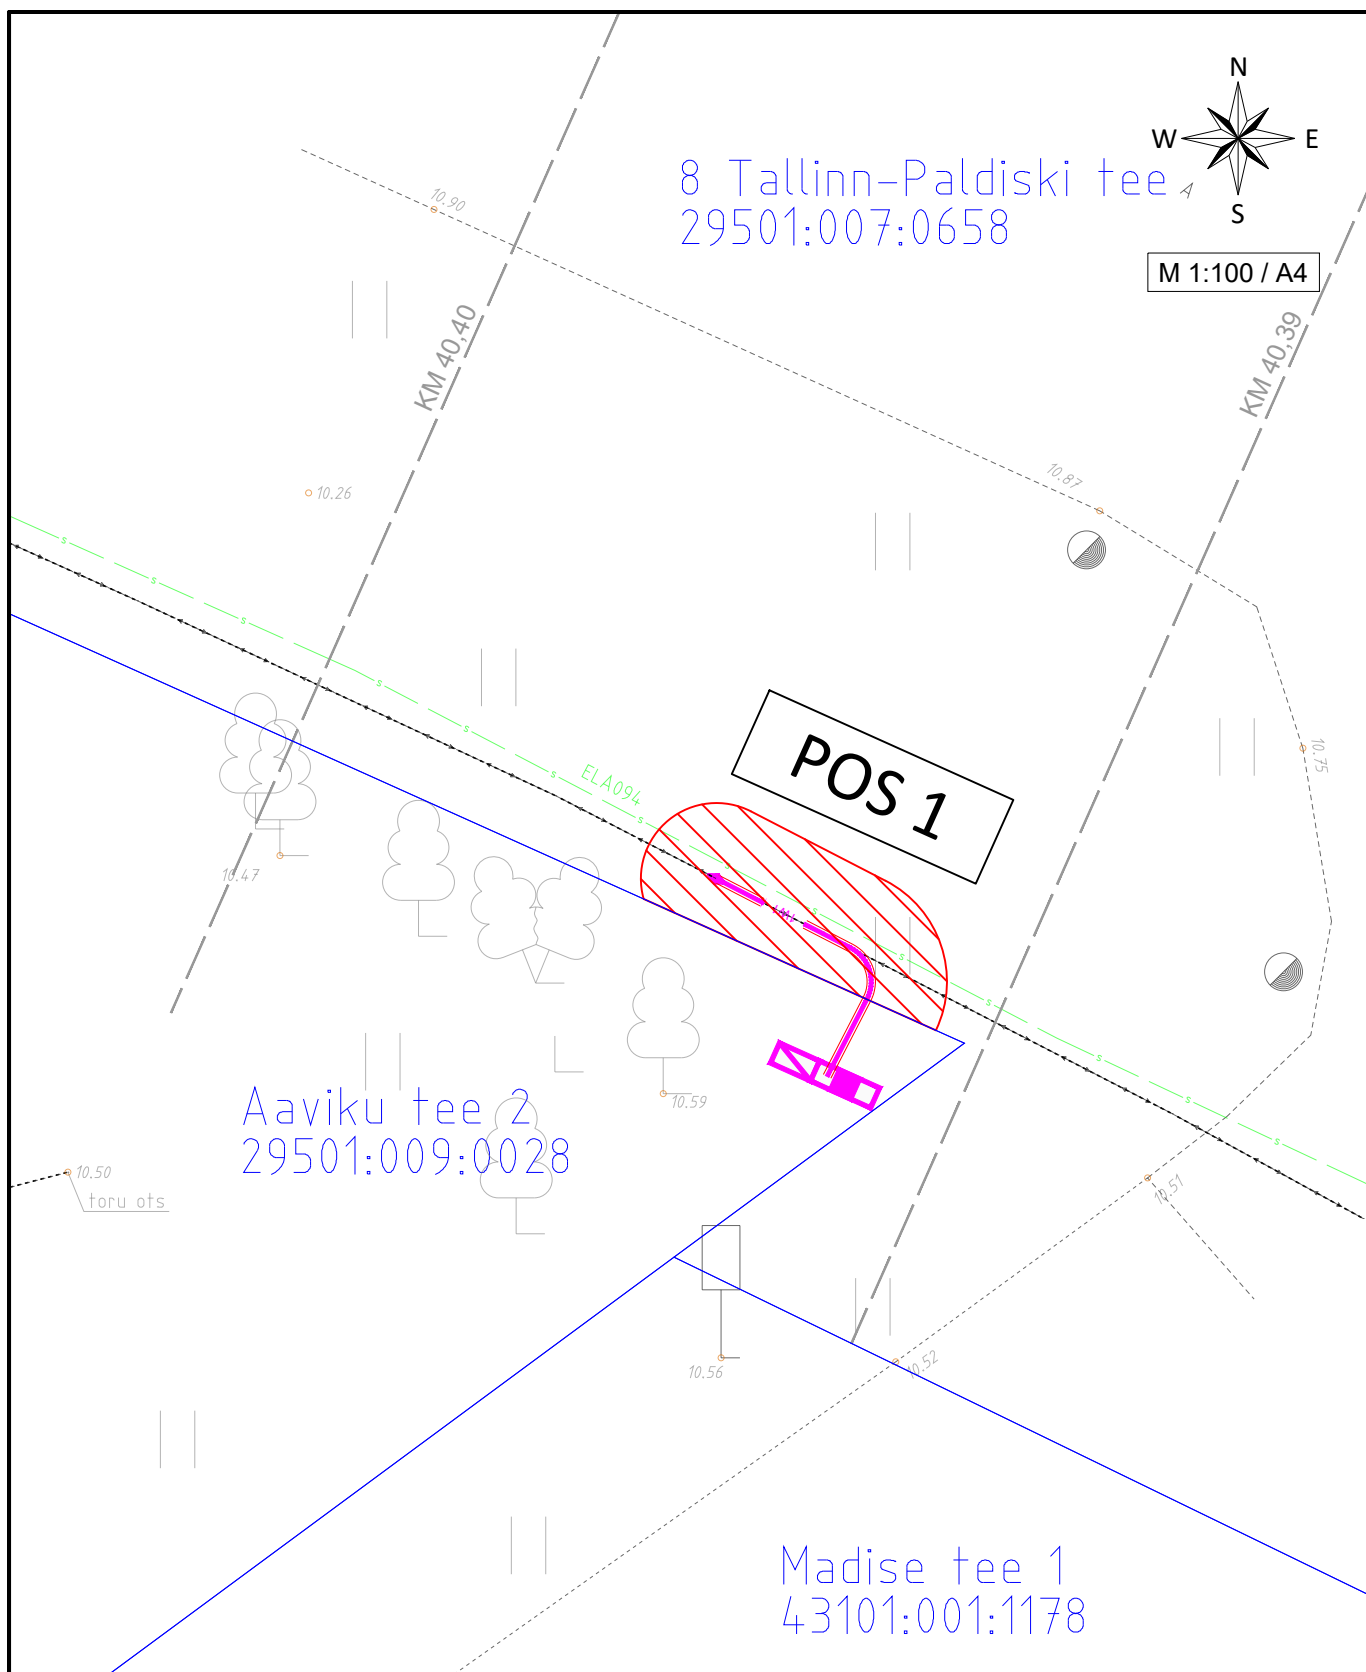 N
W E
S
8 Tallinn-Paldiski tee
29501:007:0658
A
M 1:100 / A4
10.90
KM 40,40
KM 40,39
10.87
10.26
s s s s s s s s s s s s
ELA094
POS 1
10.75
10.47
10.59
Aaviku tee 2
29501:009:0028
10.50
toru ots
10.51
10.52
10.56
Madise tee 1
43101:001:1178